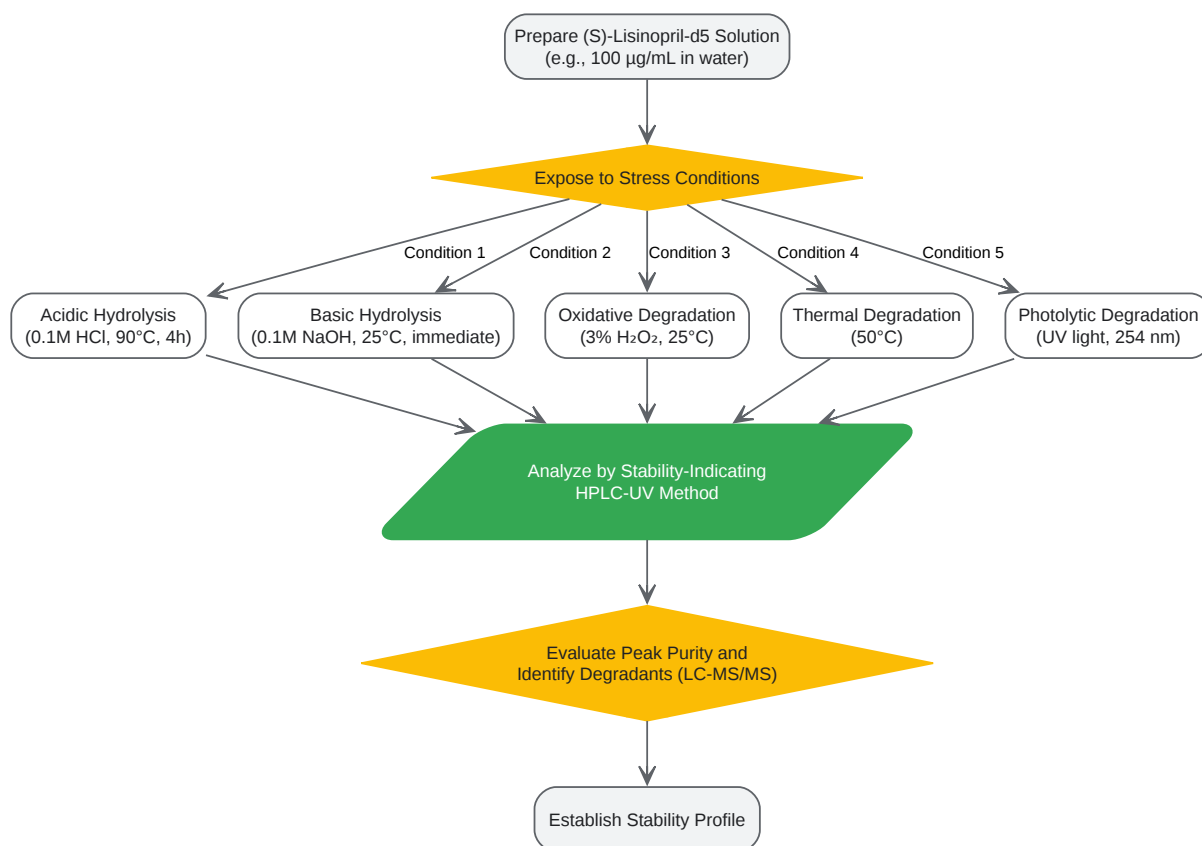 Prepare (S)-Lisinopril-d5 Solution
(e.g., 100 µg/mL in water)
Expose to Stress Conditions
Condition 1
Condition 2
Condition 3
Condition 4
Condition 5
Acidic Hydrolysis
(0.1M HCl, 90°C, 4h)
Basic Hydrolysis
(0.1M NaOH, 25°C, immediate)
Oxidative Degradation
(3% H₂O₂, 25°C)
Thermal Degradation
(50°C)
Photolytic Degradation
(UV light, 254 nm)
Analyze by Stability-Indicating
HPLC-UV Method
Evaluate Peak Purity and
Identify Degradants (LC-MS/MS)
Establish Stability Profile